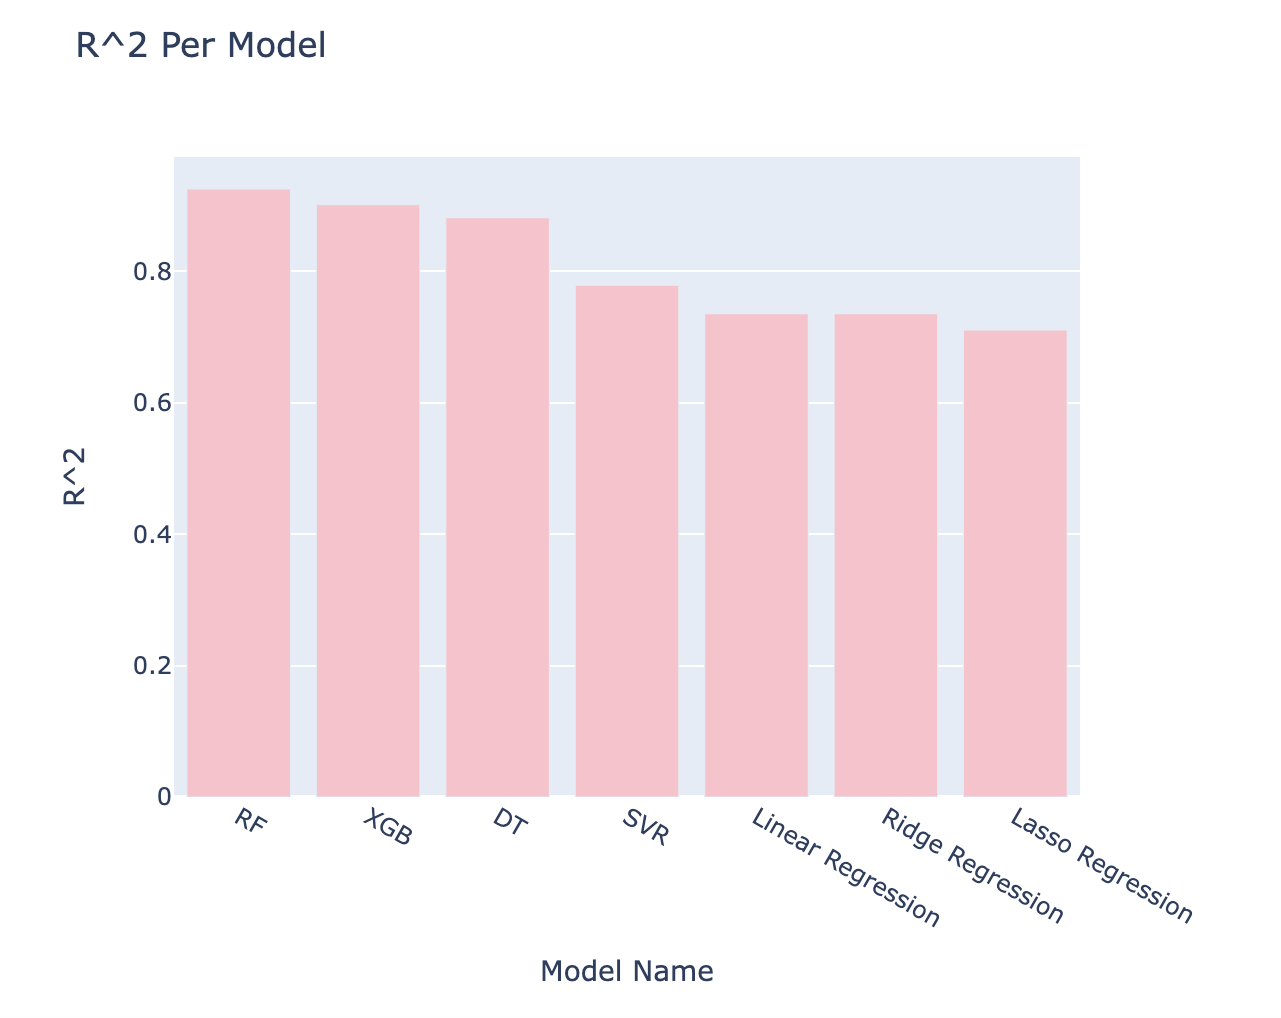 R^2 Per Model
R^2
0.8
0.6
0.4
0.2
0
RF
XGB
DT
SVR
Linear Regression
Ridge Regression
Lasso Regression
Model Name